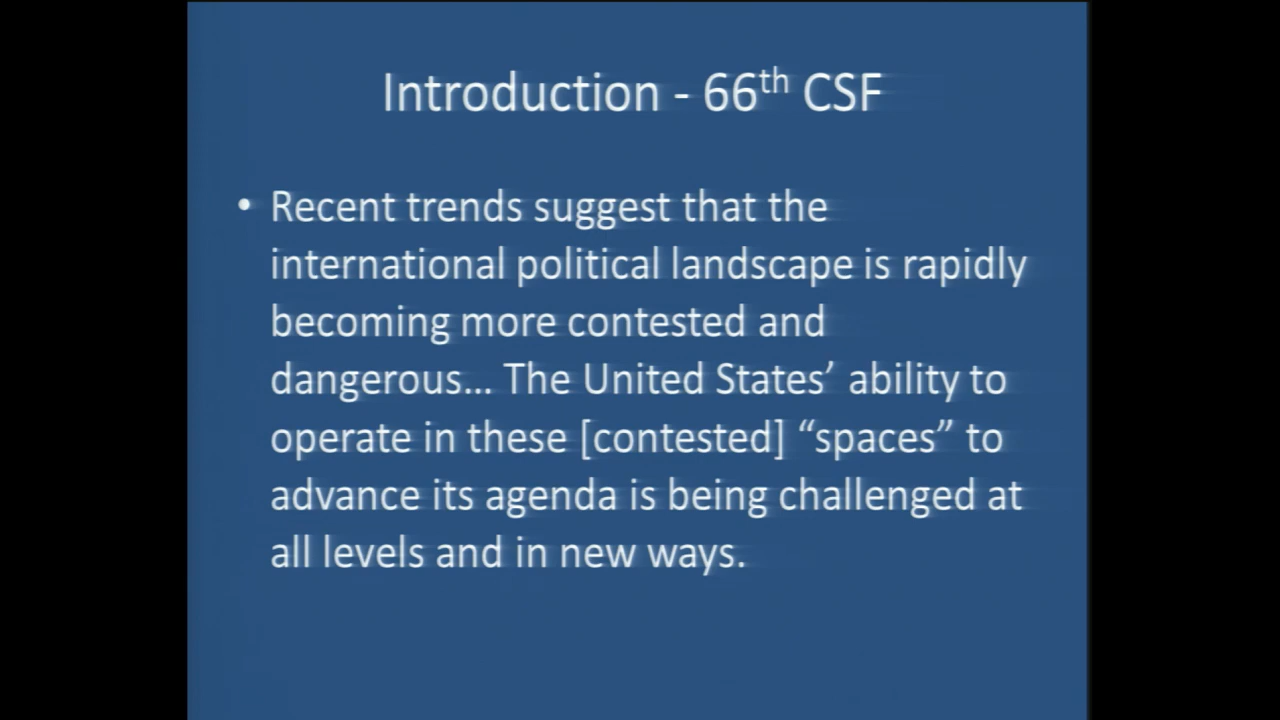 Introduction - 66th CSF
• Recent trends suggest that the
international political landscape is rapidly
becoming more contested and
dangerous... The United States’ ability to
operate in these [contested] “spaces” to
advance its agenda is being challenged at
all levels and in new ways.